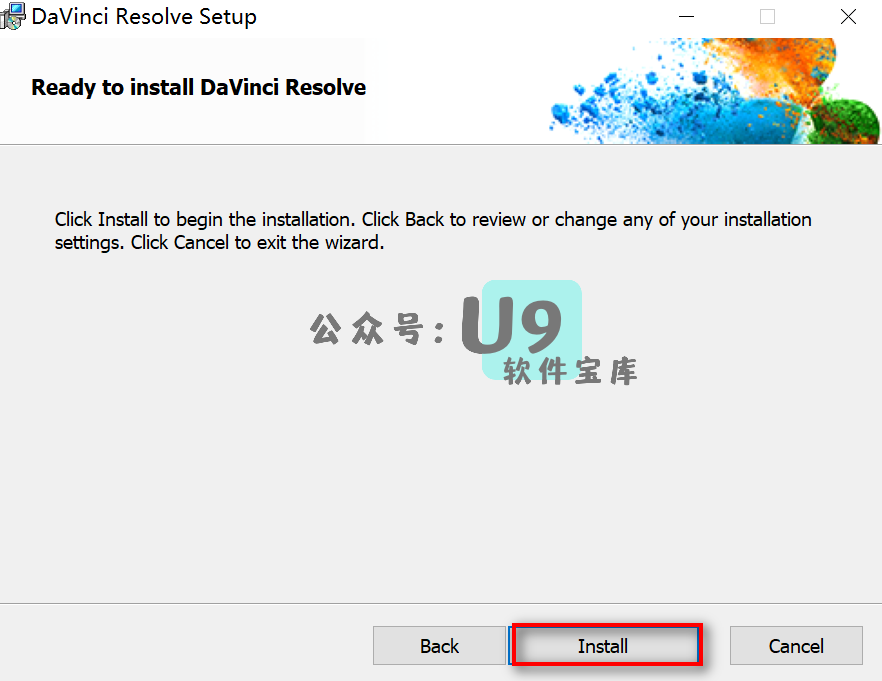 DaVinci Resolve Setup
Ready to install DaVinci Resolve
Click Install to begin the installation. Click Back to review or change any of your installation
settings. Click Cancel to exit the wizard.
公众号：U9
软件宝库
Back
Install
Cancel